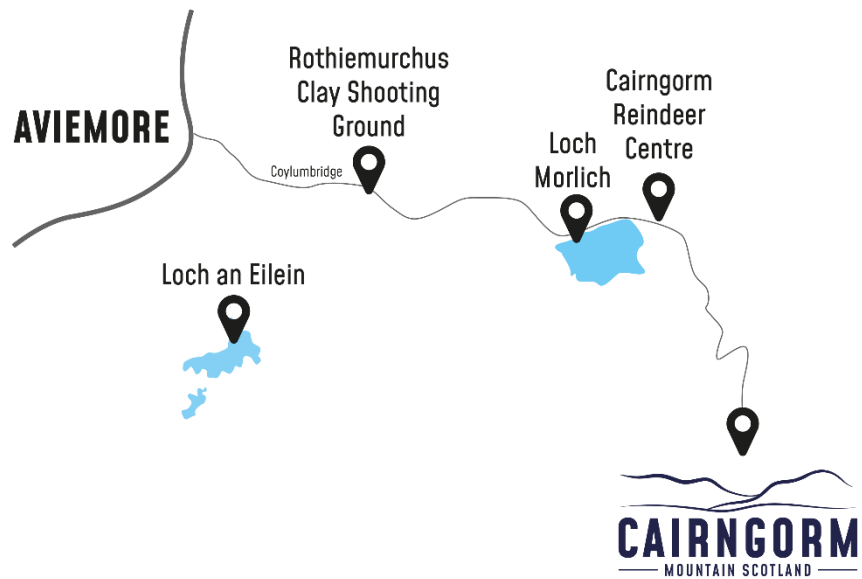 Rothiemurchus
Clay Shooting
Ground
Cairngorm
Reindeer
Centre
AVIEMORE
Loch
Morlich
Coylumbridge
Loch an Eilein
CAIRNGORM
MOUNTAIN SCOTLAND